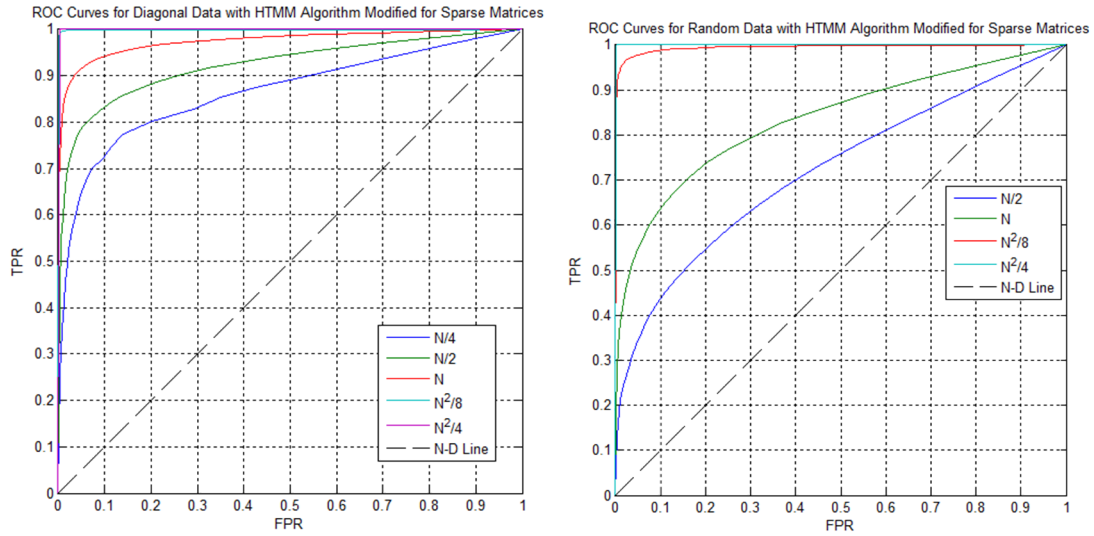 ROC Curves for Diagonal Data with HTMM Algorithm Modified for Sparse Matrices
1
0.9
0.8
0.7
0.6
0.5
0.4
0.3
0.2
0.1
0
TPR
0 0.1 0.2 0.3 0.4 0.5 0.6 0.7 0.8 0.9 1
FPR
N/4
N/2
N
N²/8
N²/4
N-D Line
ROC Curves for Random Data with HTMM Algorithm Modified for Sparse Matrices
1
0.9
0.8
0.7
0.6
0.5
0.4
0.3
0.2
0.1
0
TPR
0 0.1 0.2 0.3 0.4 0.5 0.6 0.7 0.8 0.9 1
FPR
N/2
N
N²/8
N²/4
N-D Line